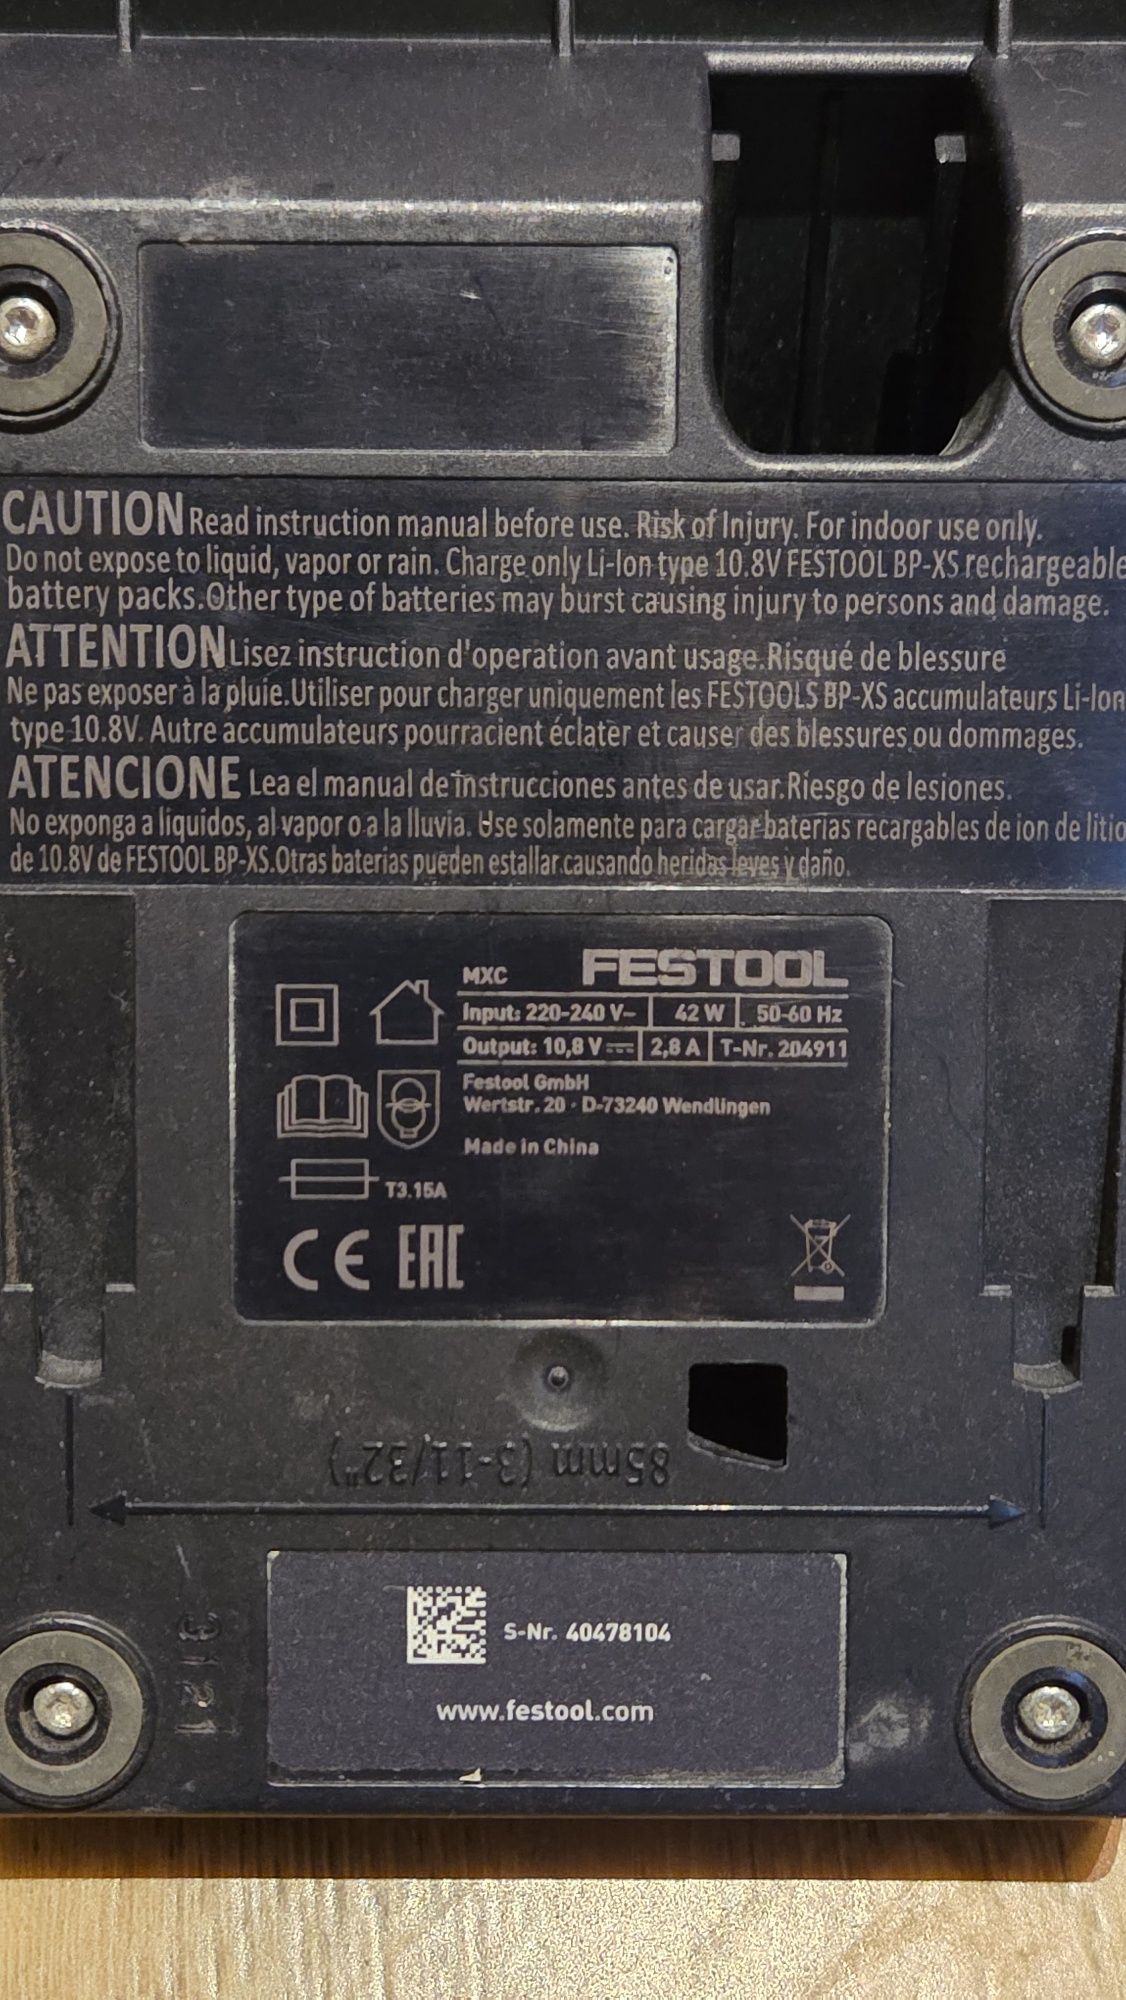 CAUTION Read instruction manual before use. Risk of Injury. For indoor use only.
Do not expose to liquid, vapor or rain. Charge only Li-Ion type 10.8V FESTOOL BP-XS rechargeable
battery packs.Other type of batteries may burst causing injury to persons and damage.
ATTENTION Lisez instruction d'operation avant usage.Risqué de blessure
Ne pas exposer à la pluie.Utiliser pour charger uniquement les FESTOOLS BP-XS accumulateurs Li-Ion
type 10.8V. Autre accumulateurs pourracient éclater et causer des blessures ou dommages.
ATENCIONE Lea el manual de instrucciones antes de usar.Riesgo de lesiones.
No exponga a liquidos, al vapor o a la lluvia. Use solamente para cargar baterias recargables de ion de litio
de 10.8V de FESTOOL BP-XS.Otras baterias pueden estallar causando heridas leves y daño.
MXC FESTOOL
Input: 220-240 V~ 42 W 50-60 Hz
Output: 10,8 V 2,8 A T-Nr. 204911
Festool GmbH
Wertstr. 20 · D-73240 Wendlingen
Made in China
T3.15A
CE EAC
85mm (3-11/32")
S-Nr. 40478104
www.festool.com